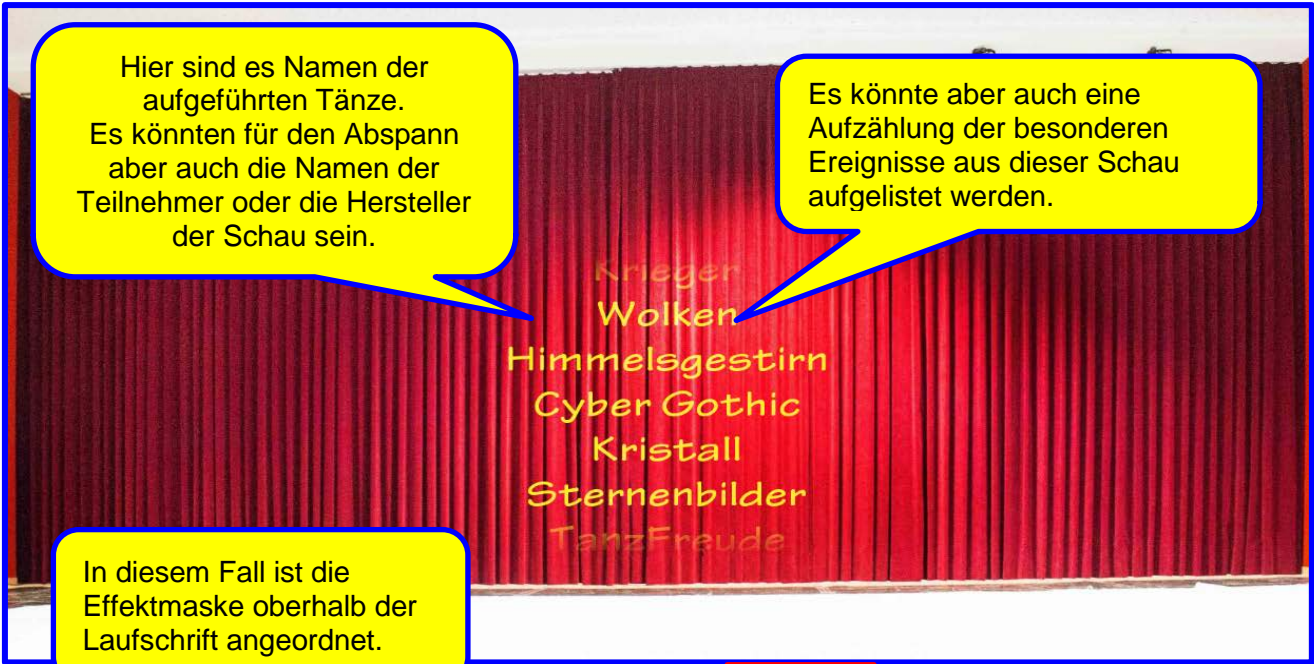 Hier sind es Namen der
aufgeführten Tänze.
Es könnten für den Abspann
aber auch die Namen der
Teilnehmer oder die Hersteller
der Schau sein.
Es könnte aber auch eine
Aufzählung der besonderen
Ereignisse aus dieser Schau
aufgelistet werden.
Krieger
Wolken
Himmelsgestirn
Cyber Gothic
Kristall
Sternenbilder
TanzFreude
In diesem Fall ist die
Effektmaske oberhalb der
Laufschrift angeordnet.